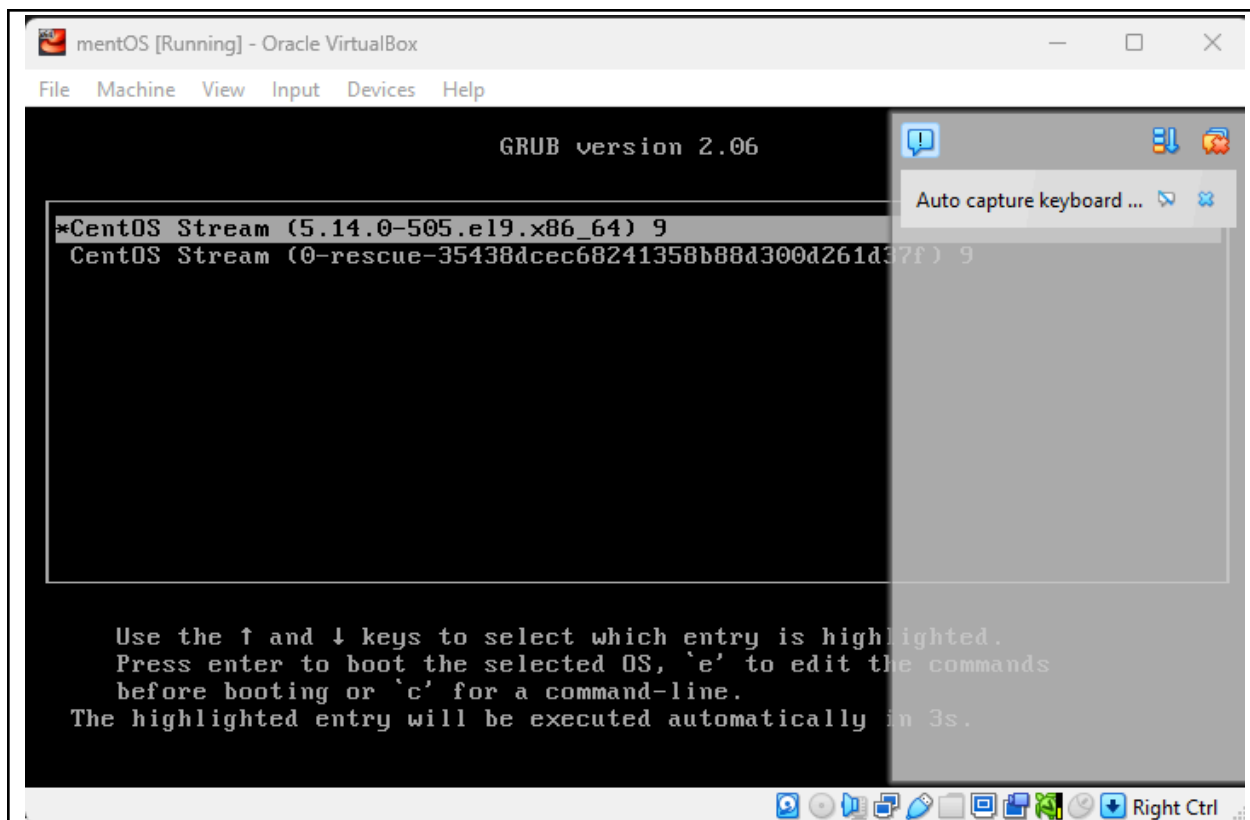 mentOS [Running] - Oracle VirtualBox
File Machine View Input Devices Help
GRUB version 2.06
Auto capture keyboard ...
*CentOS Stream (5.14.0-505.el9.x86_64) 9
CentOS Stream (0-rescue-35438dcec68241358b88d300d261d37f) 9
Use the ↑ and ↓ keys to select which entry is highlighted.
Press enter to boot the selected OS, `e' to edit the commands
before booting or `c' for a command-line.
The highlighted entry will be executed automatically in 3s.
Right Ctrl